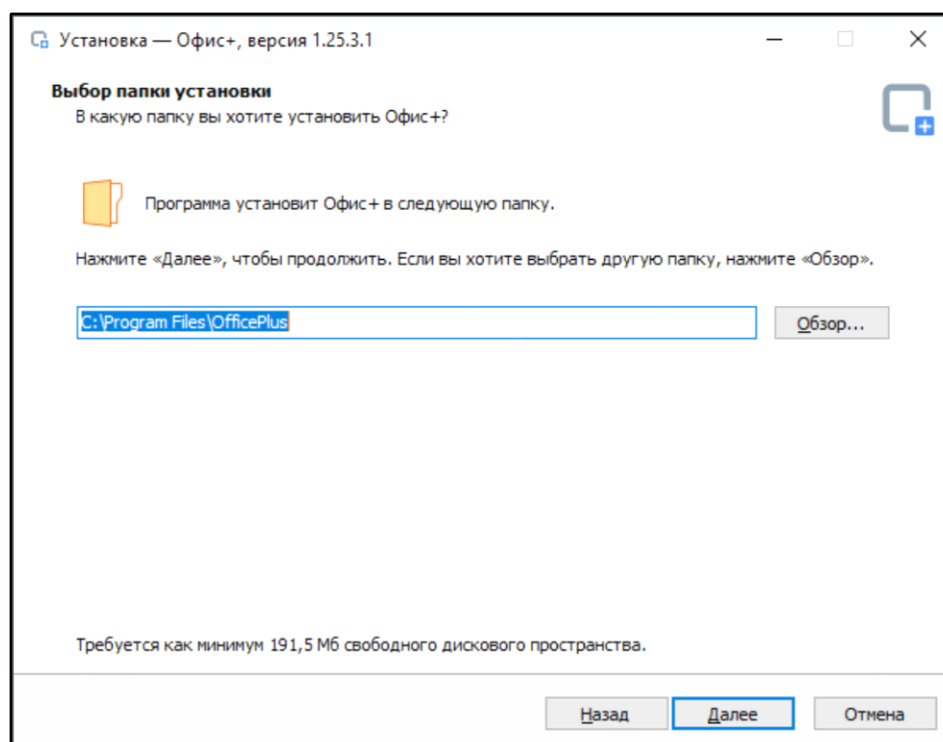 Установка — Офис+, версия 1.25.3.1
Выбор папки установки
В какую папку вы хотите установить Офис+?
Программа установит Офис+ в следующую папку.
Нажмите «Далее», чтобы продолжить. Если вы хотите выбрать другую папку, нажмите «Обзор».
C:\Program Files\OfficePlus
Обзор...
Требуется как минимум 191,5 Мб свободного дискового пространства.
Назад
Далее
Отмена